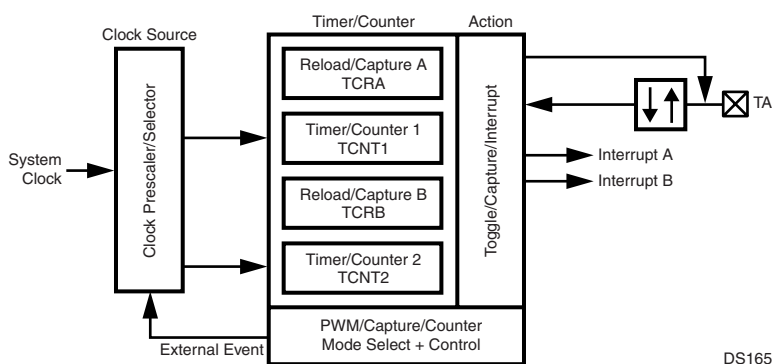 Timer/Counter
Action
Clock Source
Reload/Capture A
TCRA
Timer/Counter 1
TCNT1
Reload/Capture B
TCRB
Timer/Counter 2
TCNT2
System
Clock
Clock Prescaler/Selector
Toggle/Capture/Interrupt
TA
Interrupt A
Interrupt B
PWM/Capture/Counter
Mode Select + Control
External Event
DS165